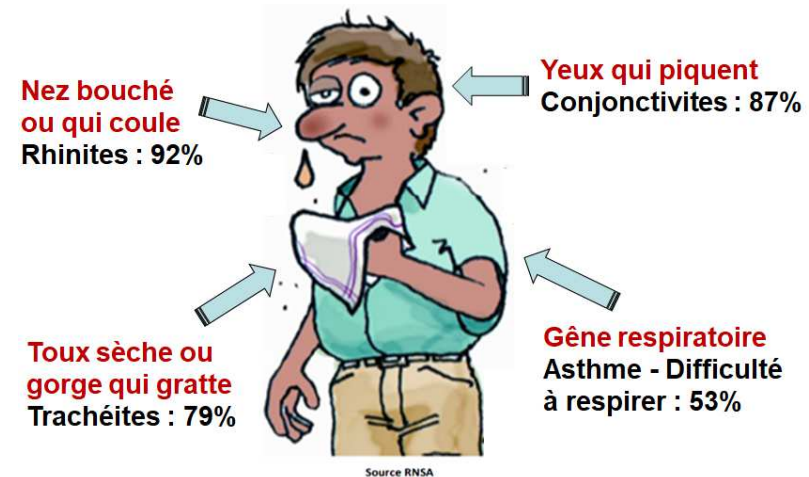 Nez bouché
ou qui coule
Rhinites : 92%
Yeux qui piquent
Conjonctivites : 87%
Toux sèche ou
gorge qui gratte
Trachéites : 79%
Gêne respiratoire
Asthme - Difficulté
à respirer : 53%
Source RNSA